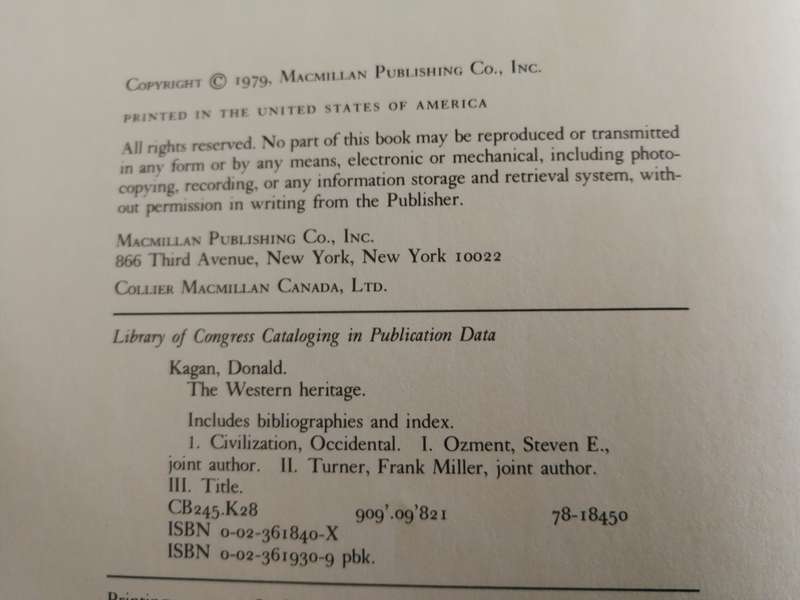 Copyright © 1979, Macmillan Publishing Co., Inc.
PRINTED IN THE UNITED STATES OF AMERICA
All rights reserved. No part of this book may be reproduced or transmitted
in any form or by any means, electronic or mechanical, including photo-
copying, recording, or any information storage and retrieval system, with-
out permission in writing from the Publisher.
Macmillan Publishing Co., Inc.
866 Third Avenue, New York, New York 10022
Collier Macmillan Canada, Ltd.
Library of Congress Cataloging in Publication Data
Kagan, Donald.
The Western heritage.
Includes bibliographies and index.
1. Civilization, Occidental. I. Ozment, Steven E.,
joint author. II. Turner, Frank Miller, joint author.
III. Title.
CB245.K28 909'.09'821 78-18450
ISBN 0-02-361840-X
ISBN 0-02-361930-9 pbk.